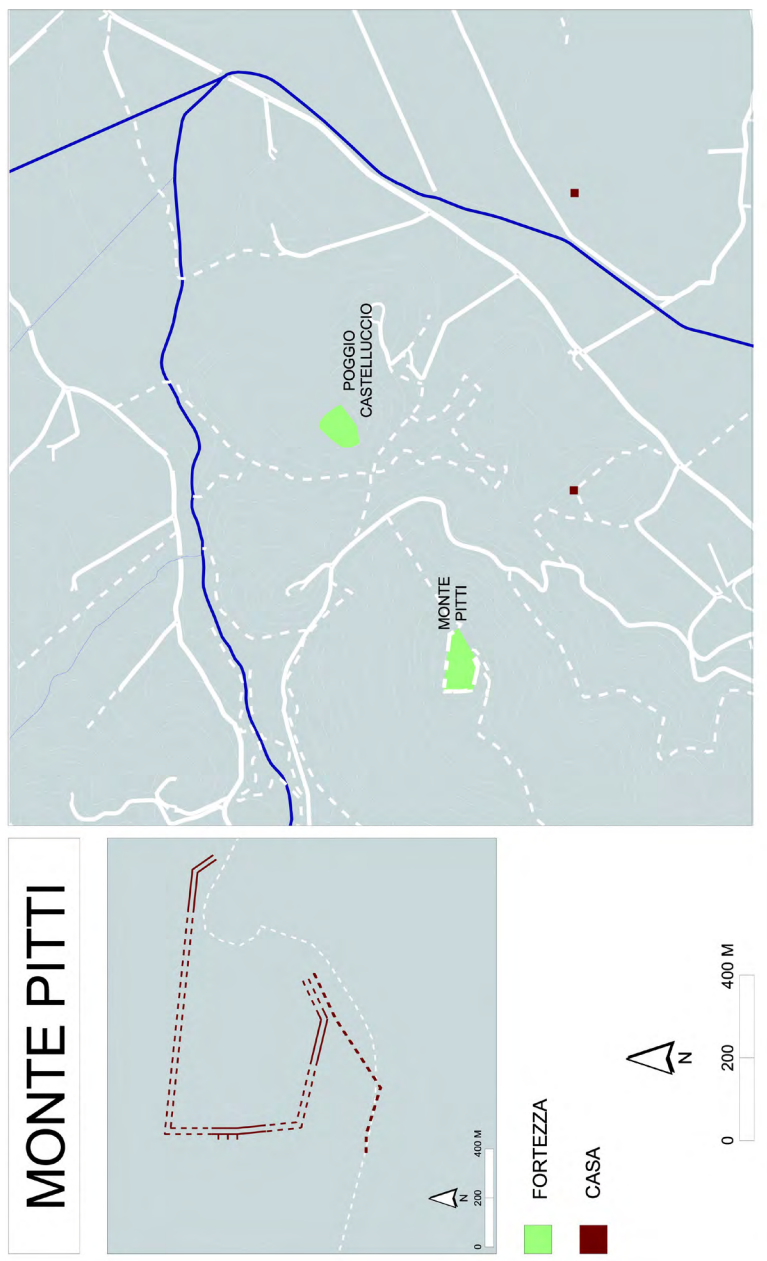 MONTE PITTI
POGGIO
CASTELLUCCIO
MONTE
PITTI
N
0 200 400 M
FORTEZZA
CASA
N
0 200 400 M